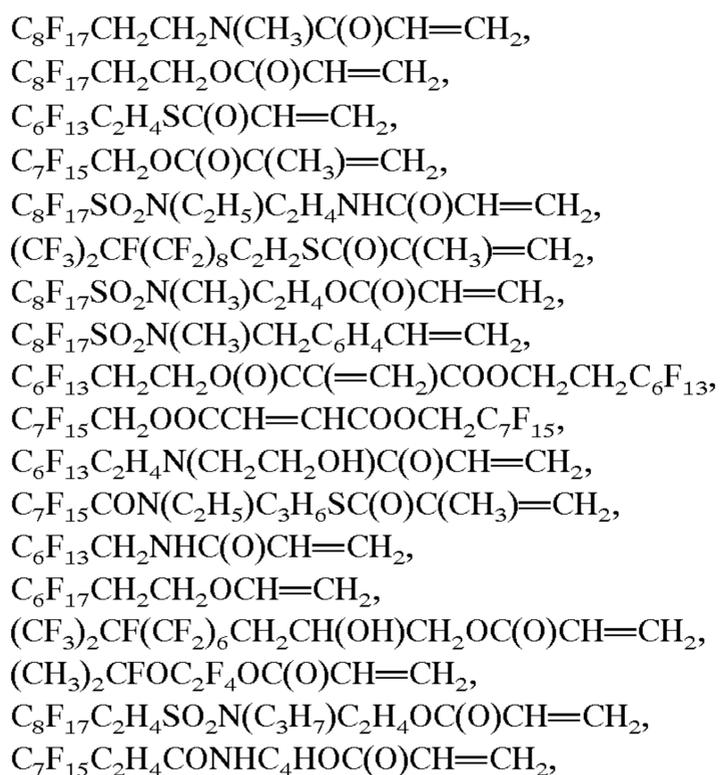 C₈F₁₇CH₂CH₂N(CH₃)C(O)CH=CH₂,
C₈F₁₇CH₂CH₂OC(O)CH=CH₂,
C₆F₁₃C₂H₄SC(O)CH=CH₂,
C₇F₁₅CH₂OC(O)C(CH₃)=CH₂,
C₈F₁₇SO₂N(C₂H₅)C₂H₄NHC(O)CH=CH₂,
(CF₃)₂CF(CF₂)₈C₂H₂SC(O)C(CH₃)=CH₂,
C₈F₁₇SO₂N(CH₃)C₂H₄OC(O)CH=CH₂,
C₈F₁₇SO₂N(CH₃)CH₂C₆H₄CH=CH₂,
C₆F₁₃CH₂CH₂O(O)CC(=CH₂)COOCH₂CH₂C₆F₁₃,
C₇F₁₅CH₂OOCCH=CHCOOCH₂C₇F₁₅,
C₆F₁₃C₂H₄N(CH₂CH₂OH)C(O)CH=CH₂,
C₇F₁₅CON(C₂H₅)C₃H₆SC(O)C(CH₃)=CH₂,
C₆F₁₃CH₂NHC(O)CH=CH₂,
C₆F₁₇CH₂CH₂OCH=CH₂,
(CF₃)₂CF(CF₂)₆CH₂CH(OH)CH₂OC(O)CH=CH₂,
(CH₃)₂CFOC₂F₄OC(O)CH=CH₂,
C₈F₁₇C₂H₄SO₂N(C₃H₇)C₂H₄OC(O)CH=CH₂,
C₇F₁₅C₂H₄CONHC₄HOC(O)CH=CH₂,